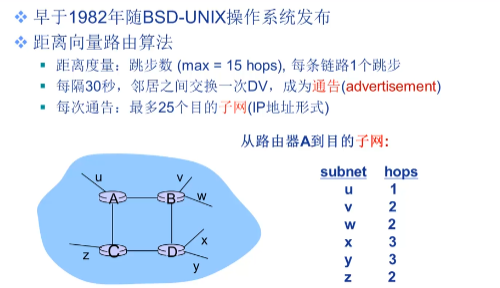 早于1982年随BSD-UNIX操作系统发布
距离向量路由算法
距离度量：跳步数 (max = 15 hops), 每条链路1个跳步
每隔30秒，邻居之间交换一次DV，成为通告(advertisement)
每次通告：最多25个目的子网(IP地址形式)
从路由器A到目的子网:
subnet hops
u 1
v 2
w 2
x 3
y 3
z 2
u
v
A
B
w
C
D
x
z
y